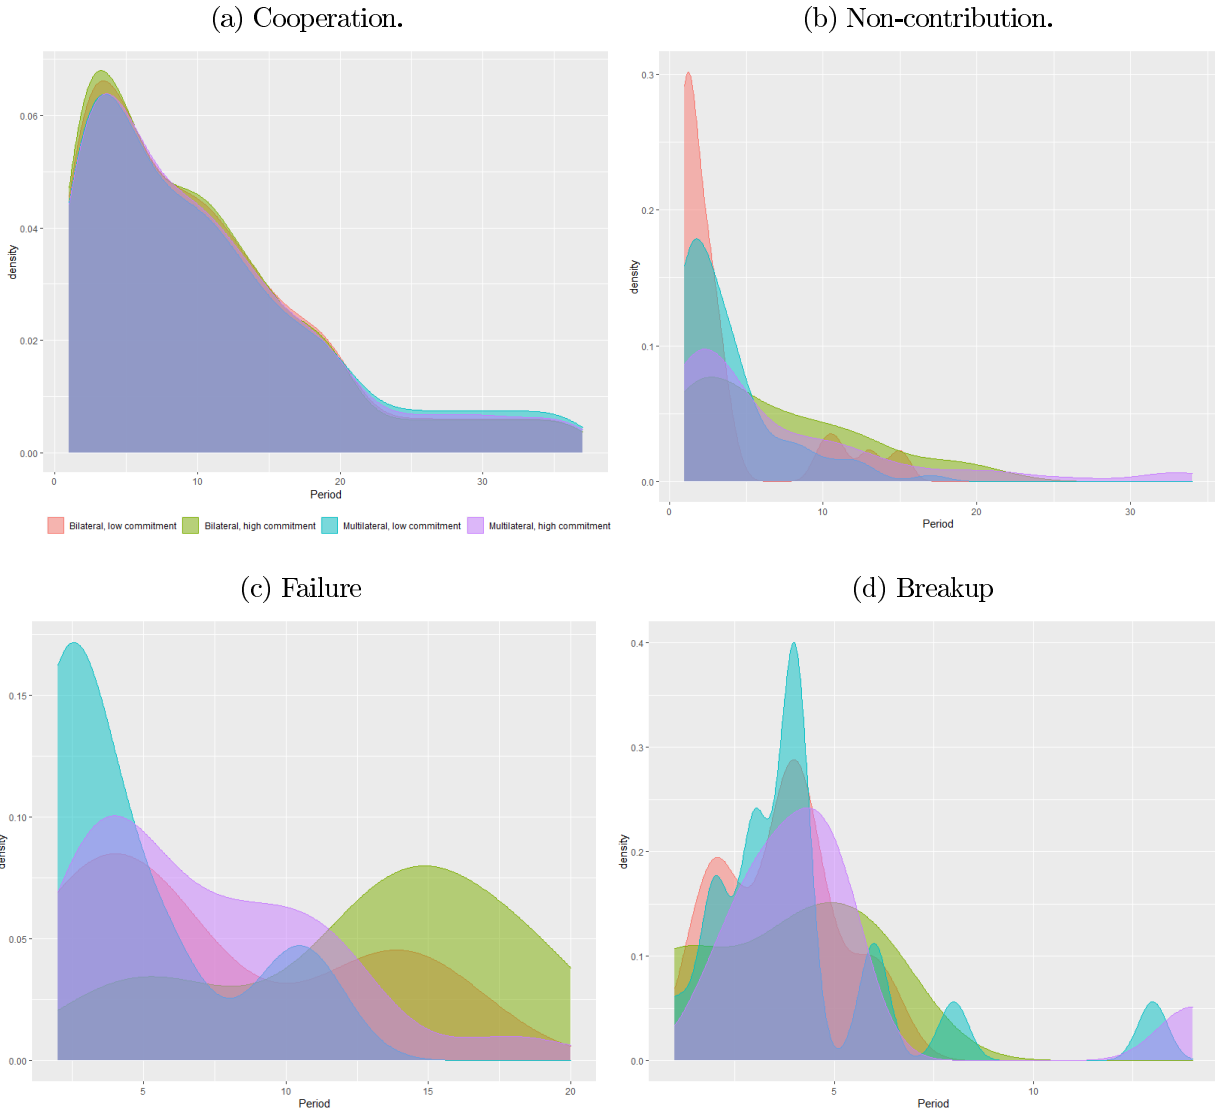 (a) Cooperation.
(b) Non-contribution.
density
0.06
0.04
0.02
0.00
0
10
20
30
Period
density
0.3
0.2
0.1
0.0
0
10
20
30
Period
Bilateral, low commitment
Bilateral, high commitment
Multilateral, low commitment
Multilateral, high commitment
(c) Failure
(d) Breakup
density
0.15
0.10
0.05
0.00
5
10
15
20
Period
density
0.4
0.3
0.2
0.1
0.0
5
10
Period